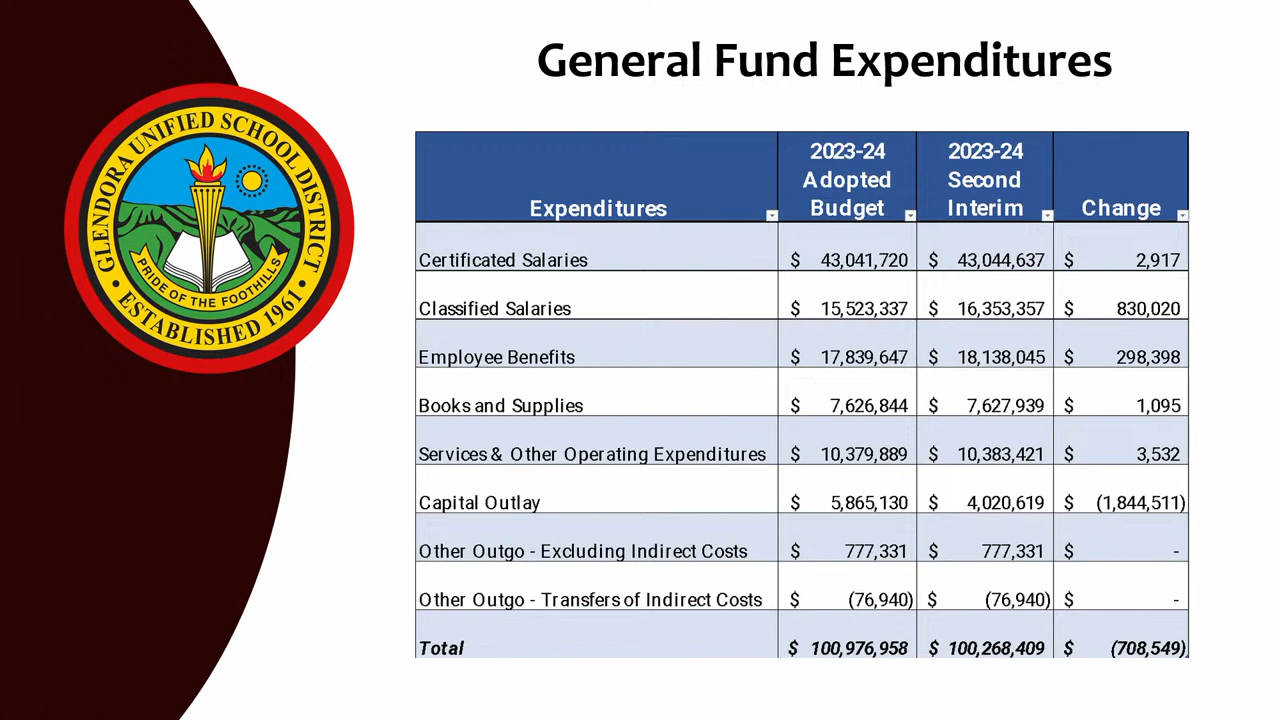 General Fund Expenditures
GLENDORA UNIFIED SCHOOL DISTRICT
PRIDE OF THE FOOTHILLS
• ESTABLISHED 1961 •
Expenditures 2023-24 Adopted Budget 2023-24 Second Interim Change
Certificated Salaries $ 43,041,720 $ 43,044,637 $ 2,917
Classified Salaries $ 15,523,337 $ 16,353,357 $ 830,020
Employee Benefits $ 17,839,647 $ 18,138,045 $ 298,398
Books and Supplies $ 7,626,844 $ 7,627,939 $ 1,095
Services & Other Operating Expenditures $ 10,379,889 $ 10,383,421 $ 3,532
Capital Outlay $ 5,865,130 $ 4,020,619 $ (1,844,511)
Other Outgo - Excluding Indirect Costs $ 777,331 $ 777,331 $ -
Other Outgo - Transfers of Indirect Costs $ (76,940) $ (76,940) $ -
Total $ 100,976,958 $ 100,268,409 $ (708,549)